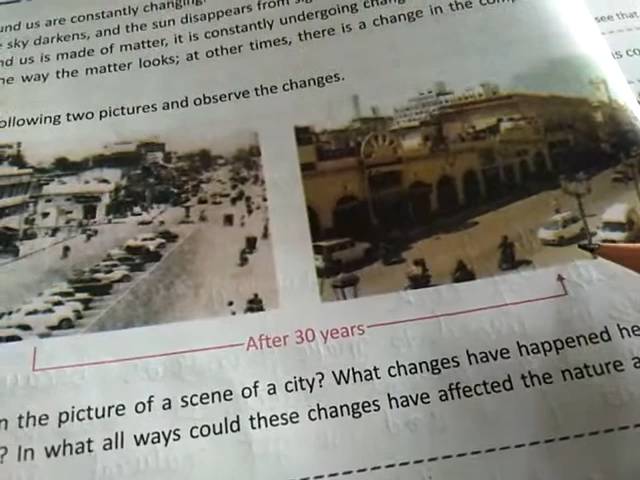 und us are constantly changing.
sky darkens, and the sun disappears from
nd us is made of matter, it is constantly undergoing
he way the matter looks; at other times, there is a change in the
see that
is
ollowing two pictures and observe the changes.
After 30 years
n the picture of a scene of a city? What changes have happened he
? In what all ways could these changes have affected the nature a